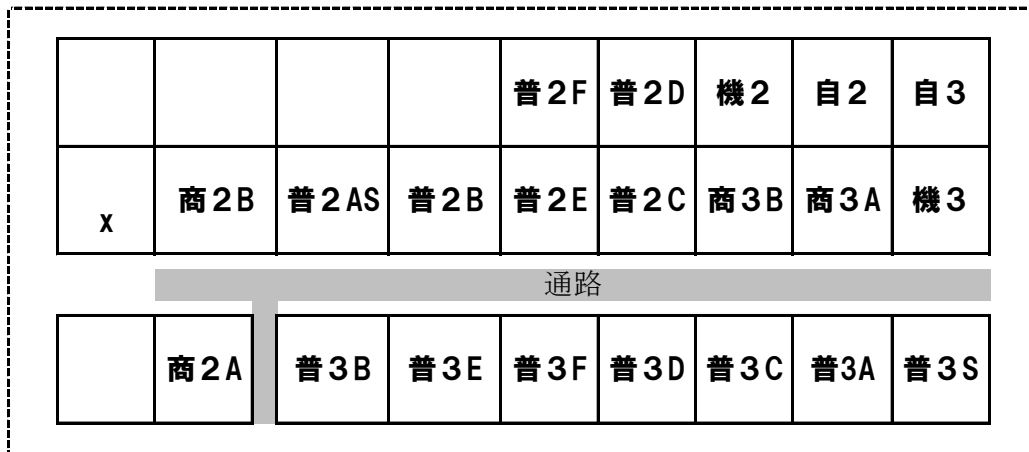 普２F 普２D 機２ 自２ 自３
x 商２B 普２AS 普２B 普２E 普２C 商３B 商３A 機３
通路
商２A 普３B 普３E 普３F 普３D 普３C 普3A 普３S